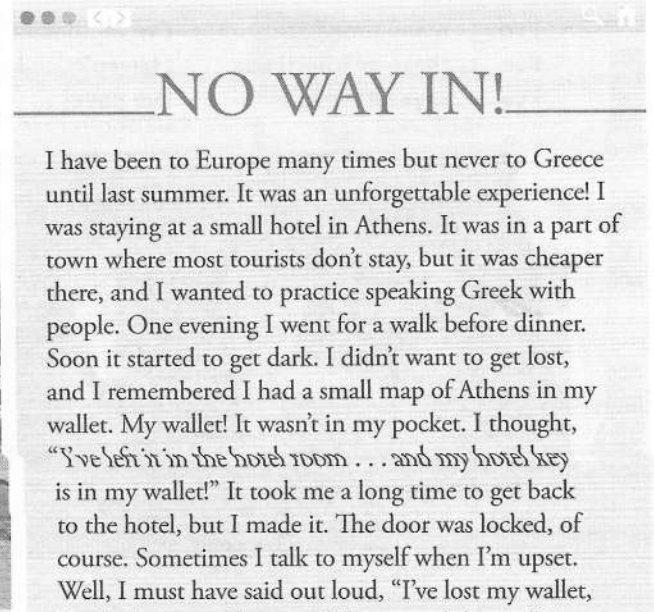 NO WAY IN!
I have been to Europe many times but never to Greece
until last summer. It was an unforgettable experience! I
was staying at a small hotel in Athens. It was in a part of
town where most tourists don't stay, but it was cheaper
there, and I wanted to practice speaking Greek with
people. One evening I went for a walk before dinner.
Soon it started to get dark. I didn't want to get lost,
and I remembered I had a small map of Athens in my
wallet. My wallet! It wasn't in my pocket. I thought,
“I've left it in the hotel room . . . and my hotel key
is in my wallet!” It took me a long time to get back
to the hotel, but I made it. The door was locked, of
course. Sometimes I talk to myself when I'm upset.
Well, I must have said out loud, “I've lost my wallet,